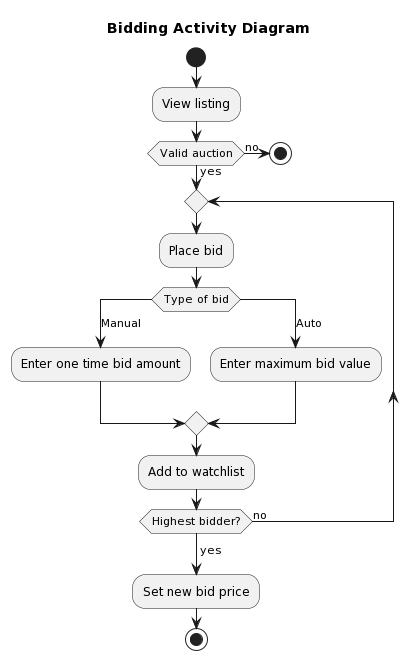 Bidding Activity Diagram
View listing
Valid auction
no
yes
Place bid
Type of bid
Manual
Auto
Enter one time bid amount
Enter maximum bid value
Add to watchlist
Highest bidder?
no
yes
Set new bid price